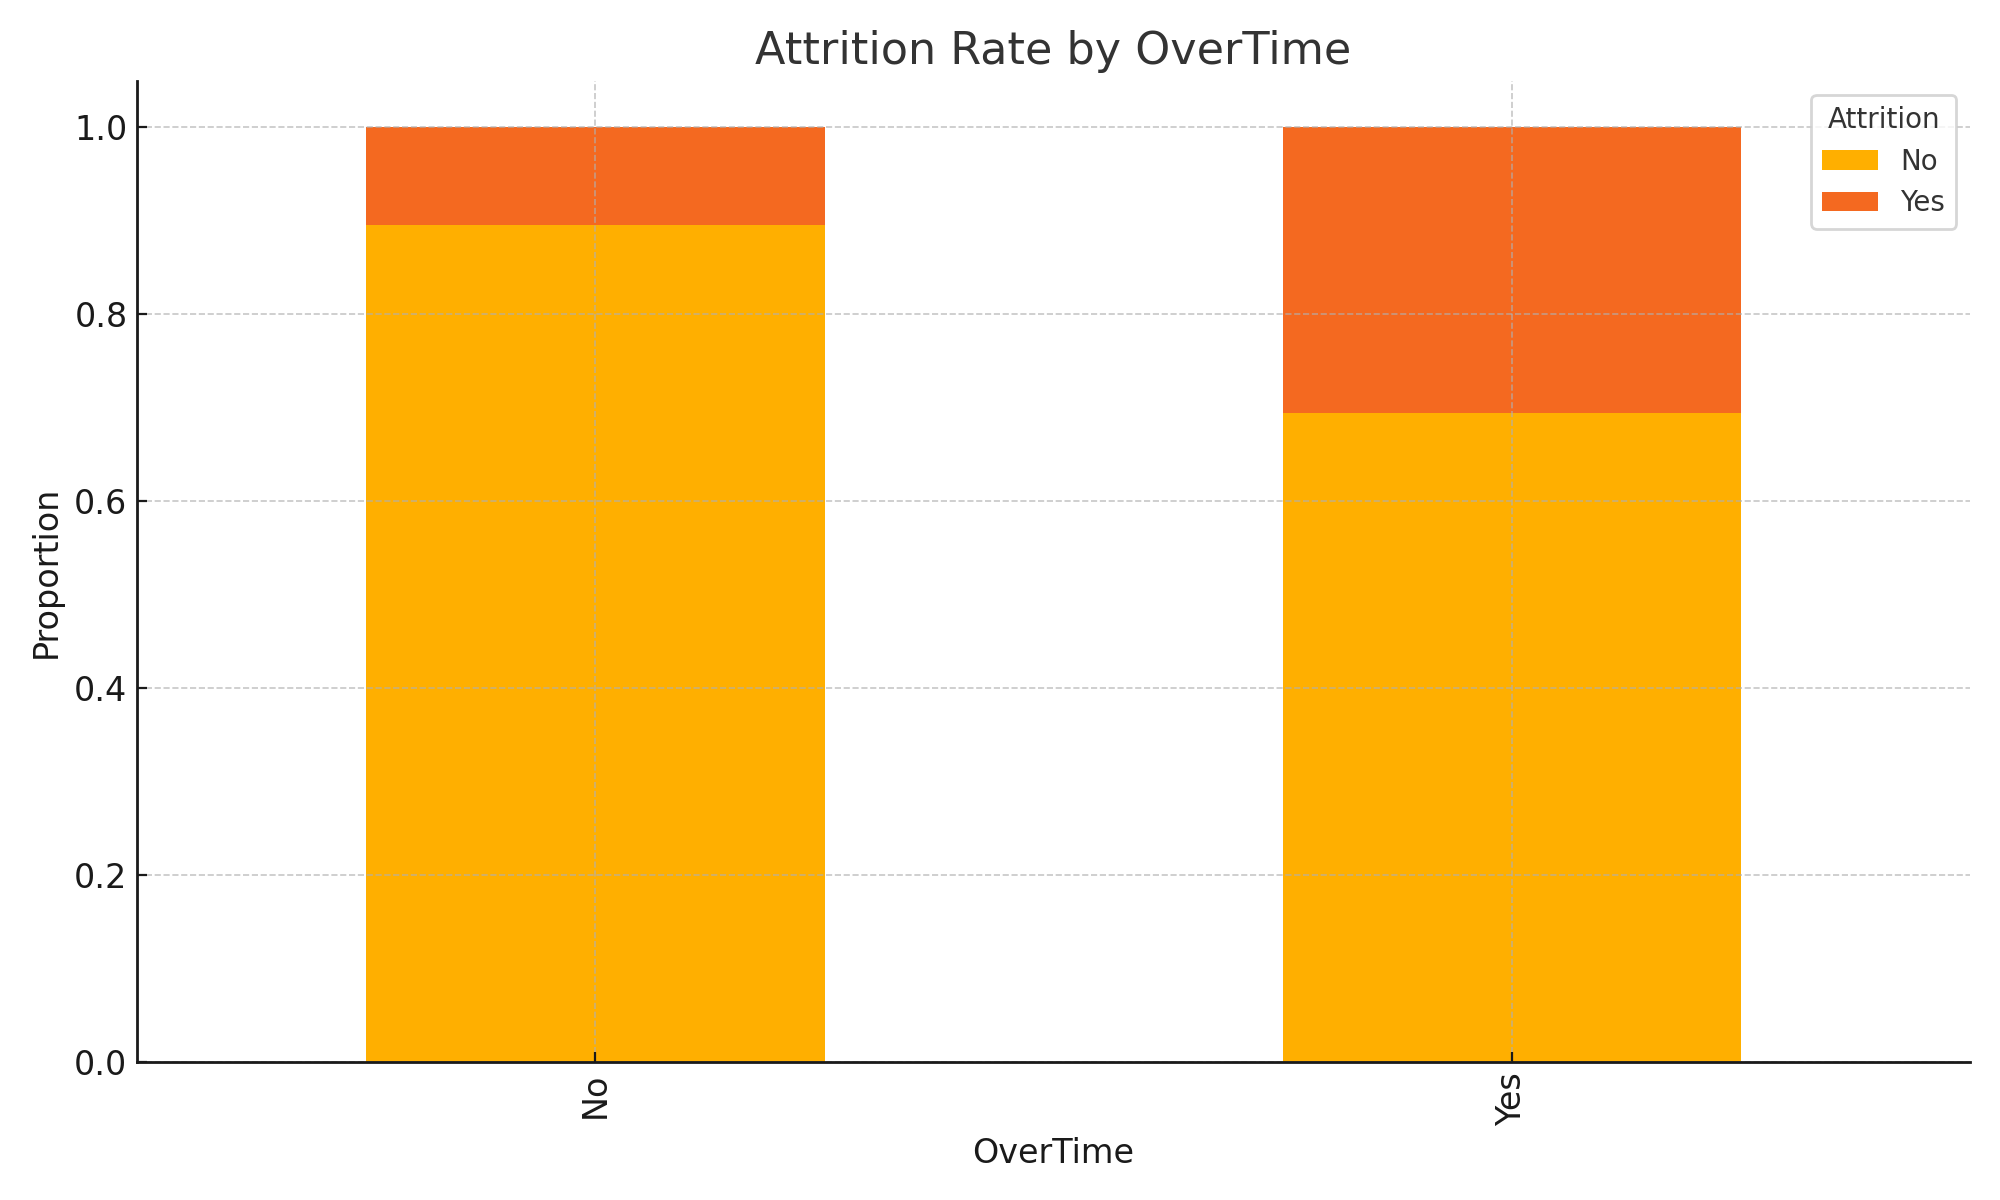 Attrition Rate by OverTime
Attrition
No
Yes
1.0
0.8
0.6
0.4
0.2
0.0
Proportion
No
Yes
OverTime